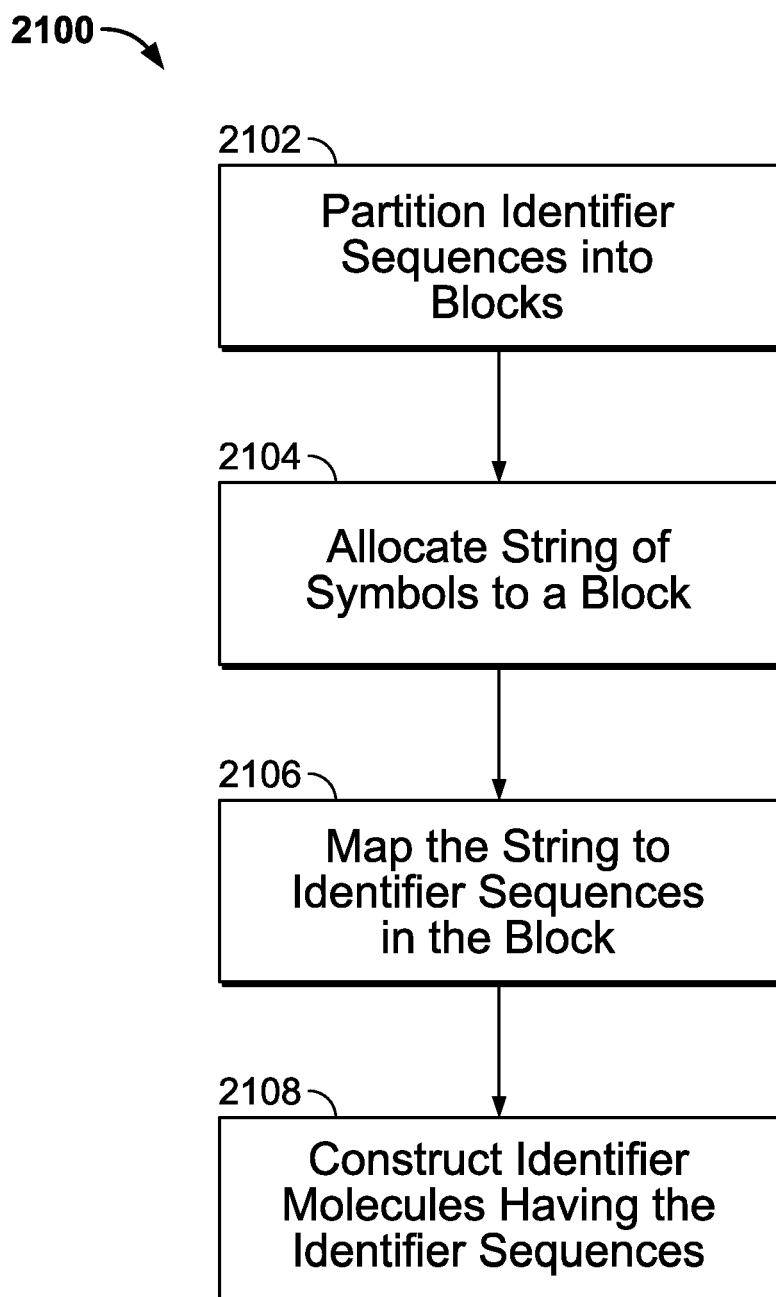 2100
2102
Partition Identifier
Sequences into
Blocks
2104
Allocate String of
Symbols to a Block
2106
Map the String to
Identifier Sequences
in the Block
2108
Construct Identifier
Molecules Having the
Identifier Sequences